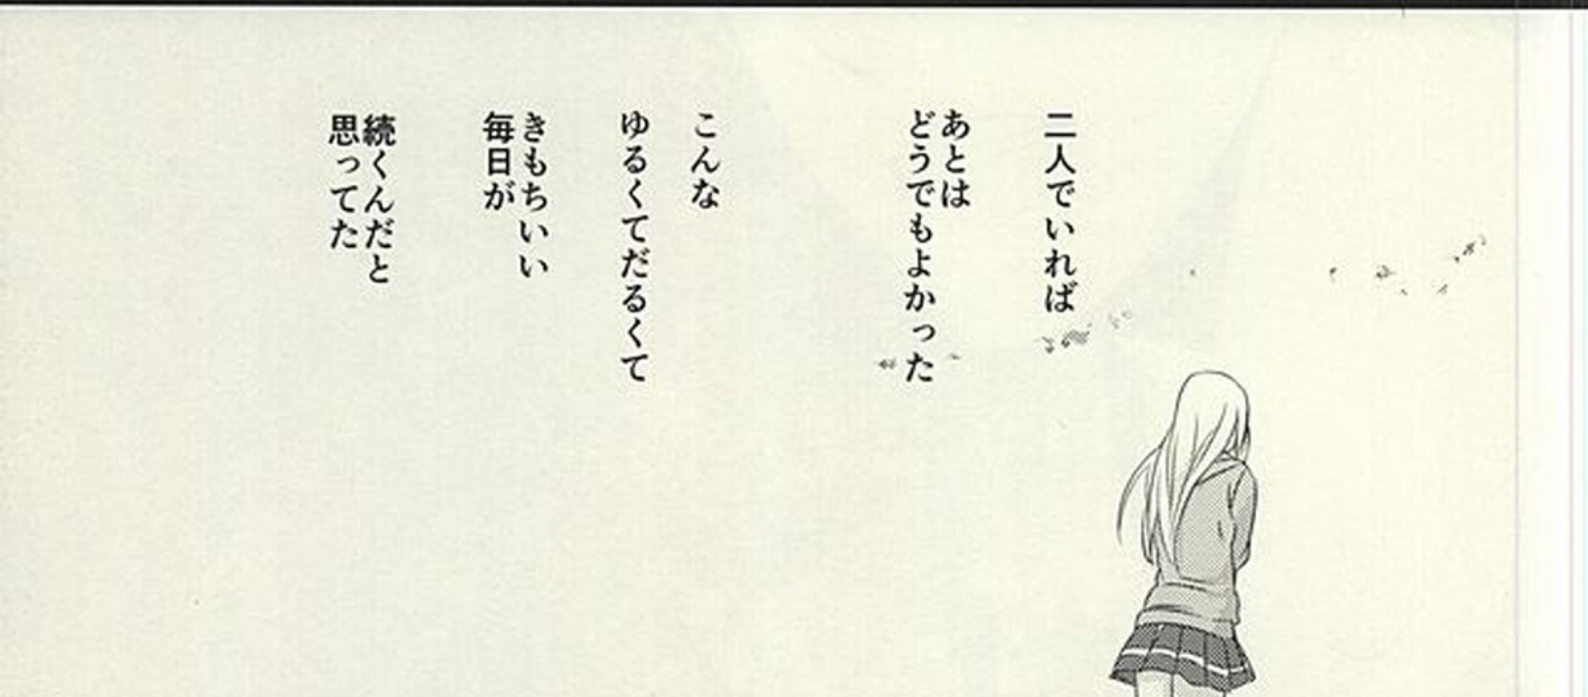 二人でいれば
あとは
どうでもよかった
こんな
ゆるくてだるくて
きもちいい
毎日が
続くんだと
思ってた